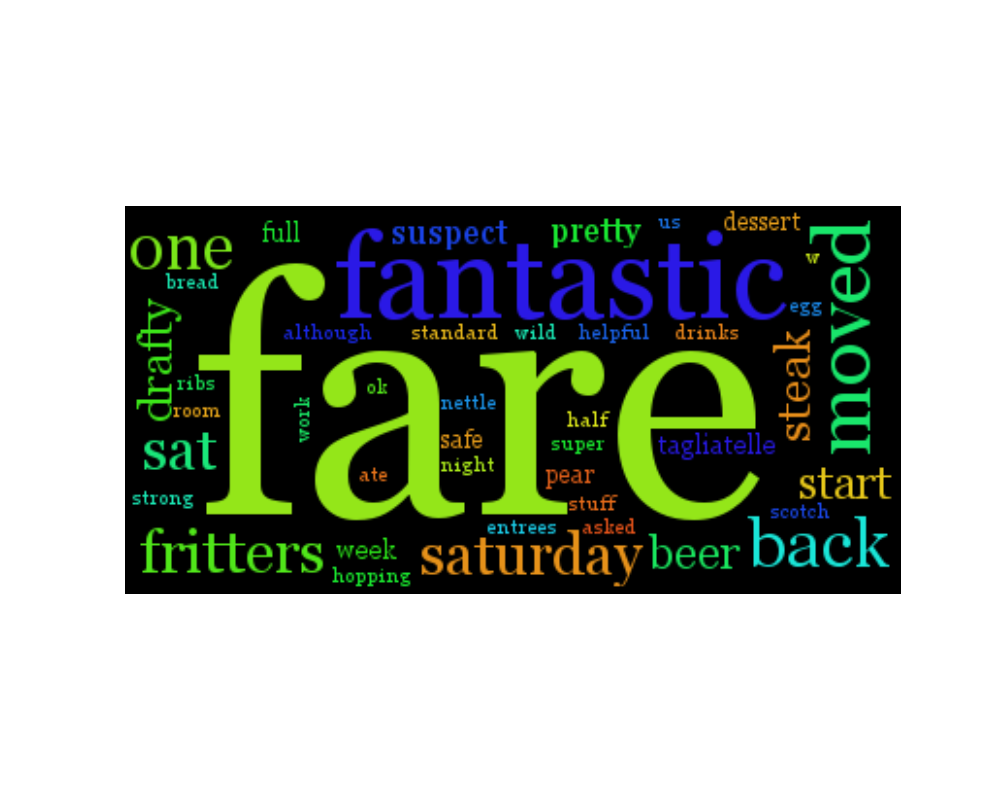 one
full
suspect
pretty
us
dessert
moved
w
fantastic
bread
egg
drafty
although
standard
wild
helpful
drinks
fare
steak
ribs
ok
room
work
nettle
half
sat
safe
super
tagliatelle
night
ate
pear
start
strong
stuff
scotch
entrees
asked
fritters
week
saturday
beer
back
hopping